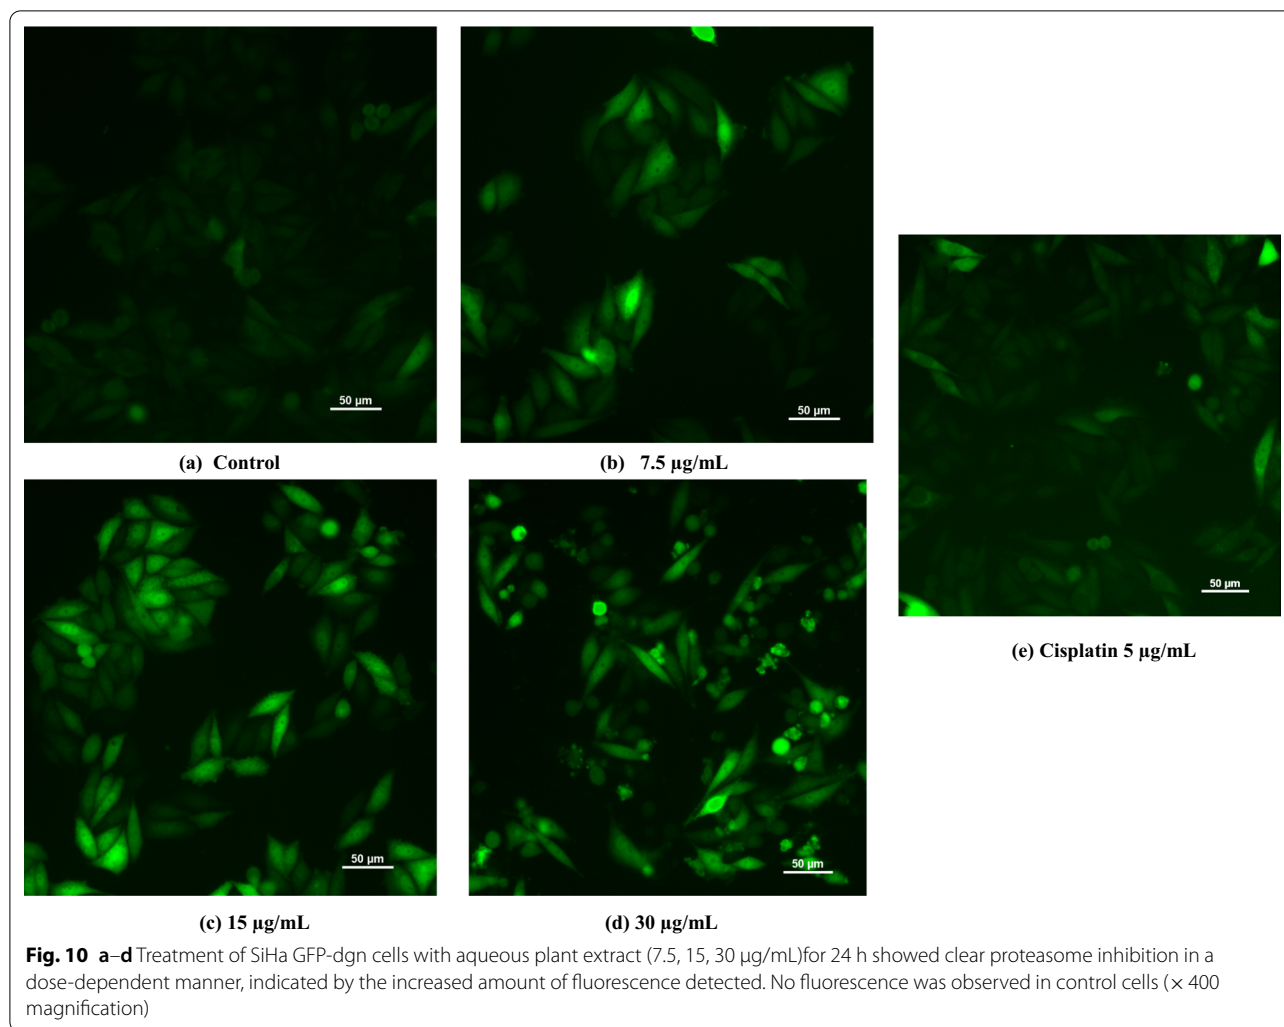 50 µm
50 µm
(a) Control
(b) 7.5 µg/mL
50 µm
(e) Cisplatin 5 µg/mL
50 µm
50 µm
(c) 15 µg/mL
(d) 30 µg/mL
Fig. 10 a–d Treatment of SiHa GFP-dgn cells with aqueous plant extract (7.5, 15, 30 µg/mL)for 24 h showed clear proteasome inhibition in a
dose-dependent manner, indicated by the increased amount of fluorescence detected. No fluorescence was observed in control cells (× 400
magnification)